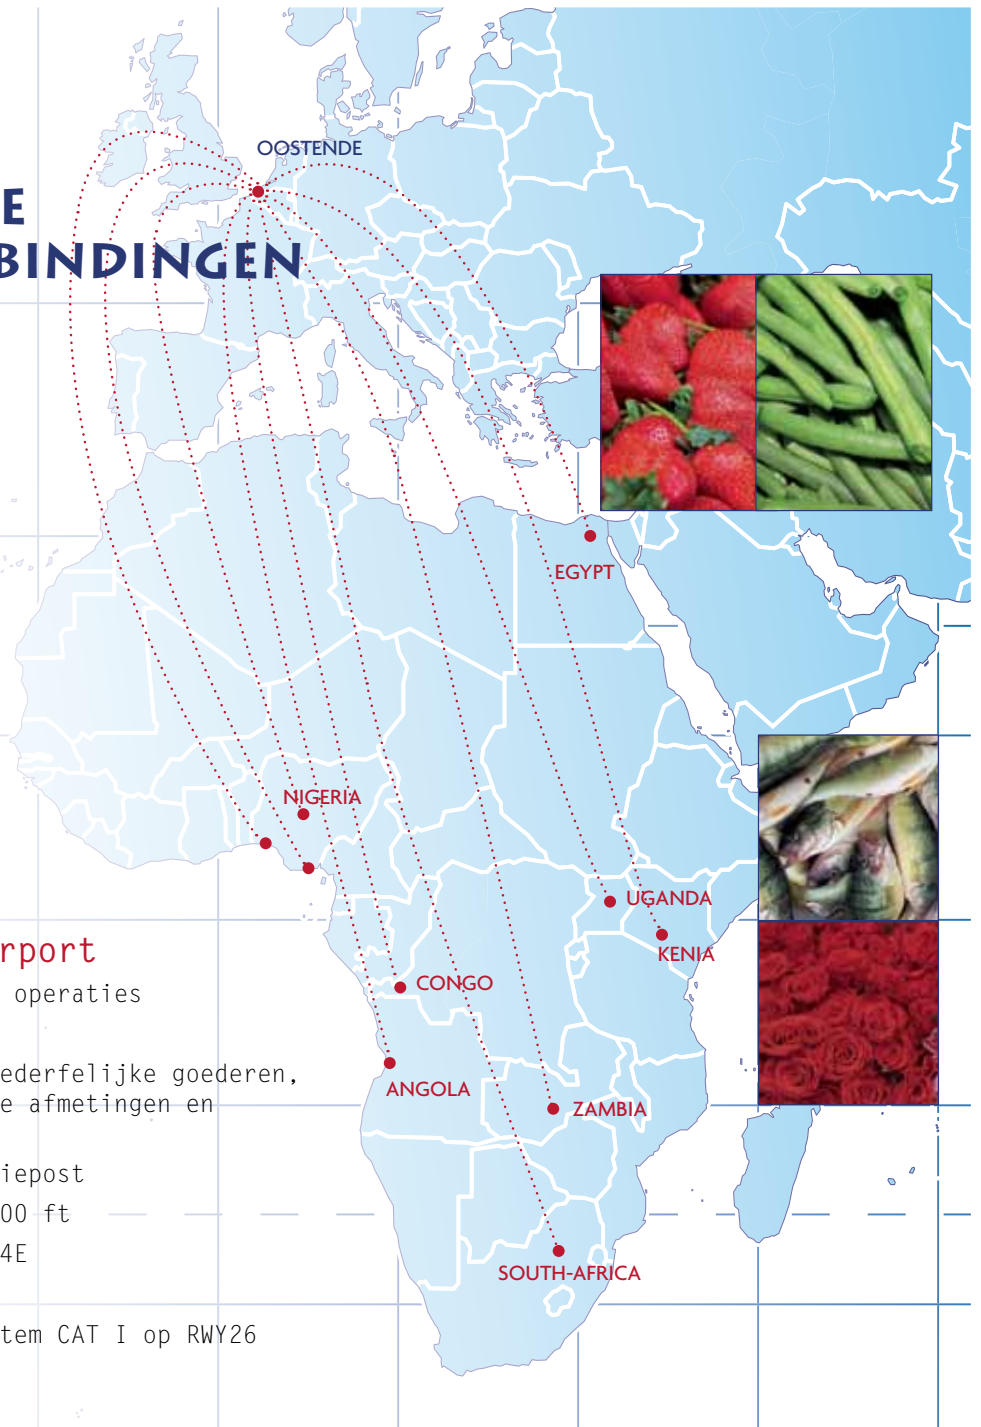 OOSTENDE
E
BINDINGEN
EGYPT
NIGERIA
UGANDA
KENIA
CONGO
ANGOLA
ZAMBIA
SOUTH-AFRICA
rport
operaties
ederfelijke goederen,
e afmetingen en
iepost
00 ft
4E
tem CAT I op RWY26